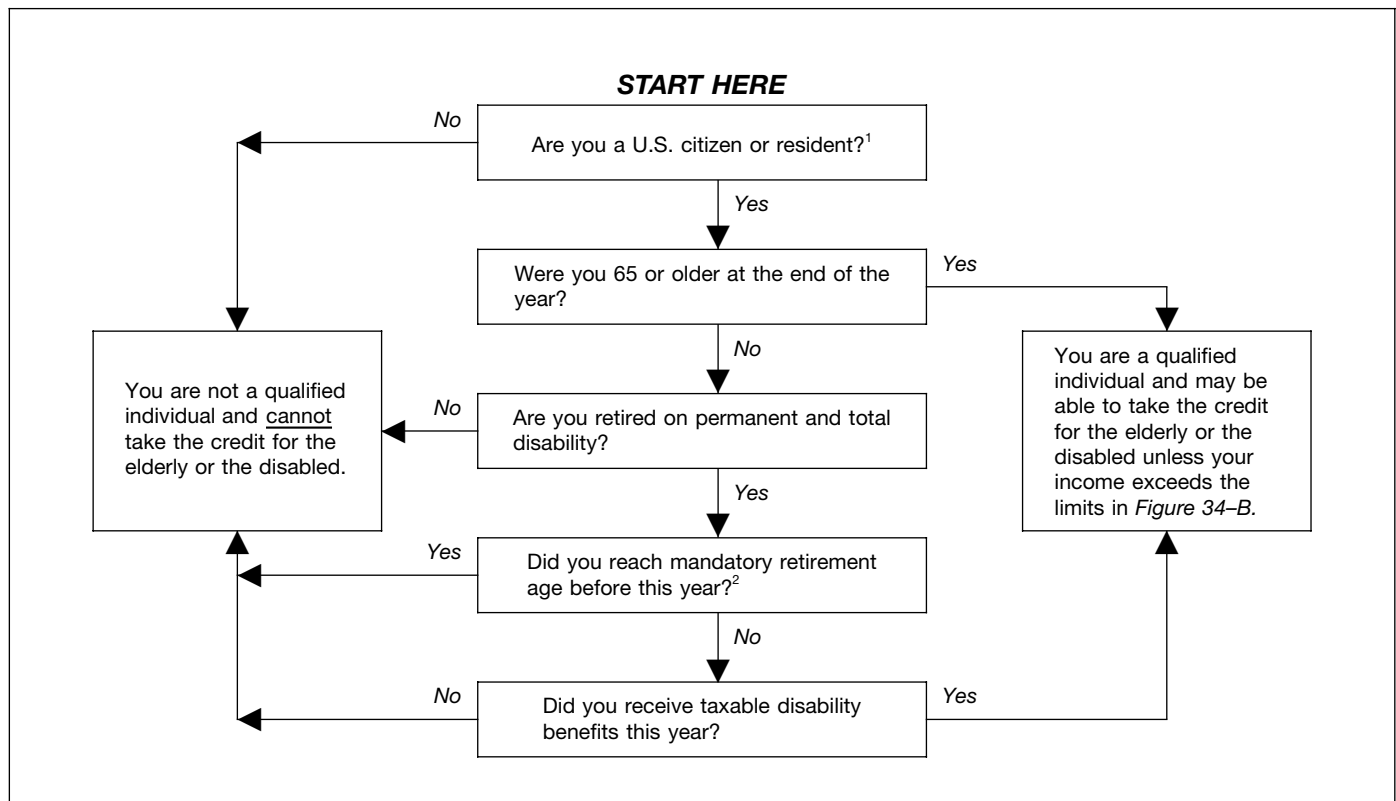 START HERE
No
Are you a U.S. citizen or resident?1
Yes
Were you 65 or older at the end of the
year?
Yes
No
You are not a qualified
individual and cannot
take the credit for the
elderly or the disabled.
No
Are you retired on permanent and total
disability?
You are a qualified
individual and may be
able to take the credit
for the elderly or the
disabled unless your
income exceeds the
limits in Figure 34–B.
Yes
Yes
Did you reach mandatory retirement
age before this year?2
No
No
Did you receive taxable disability
benefits this year?
Yes